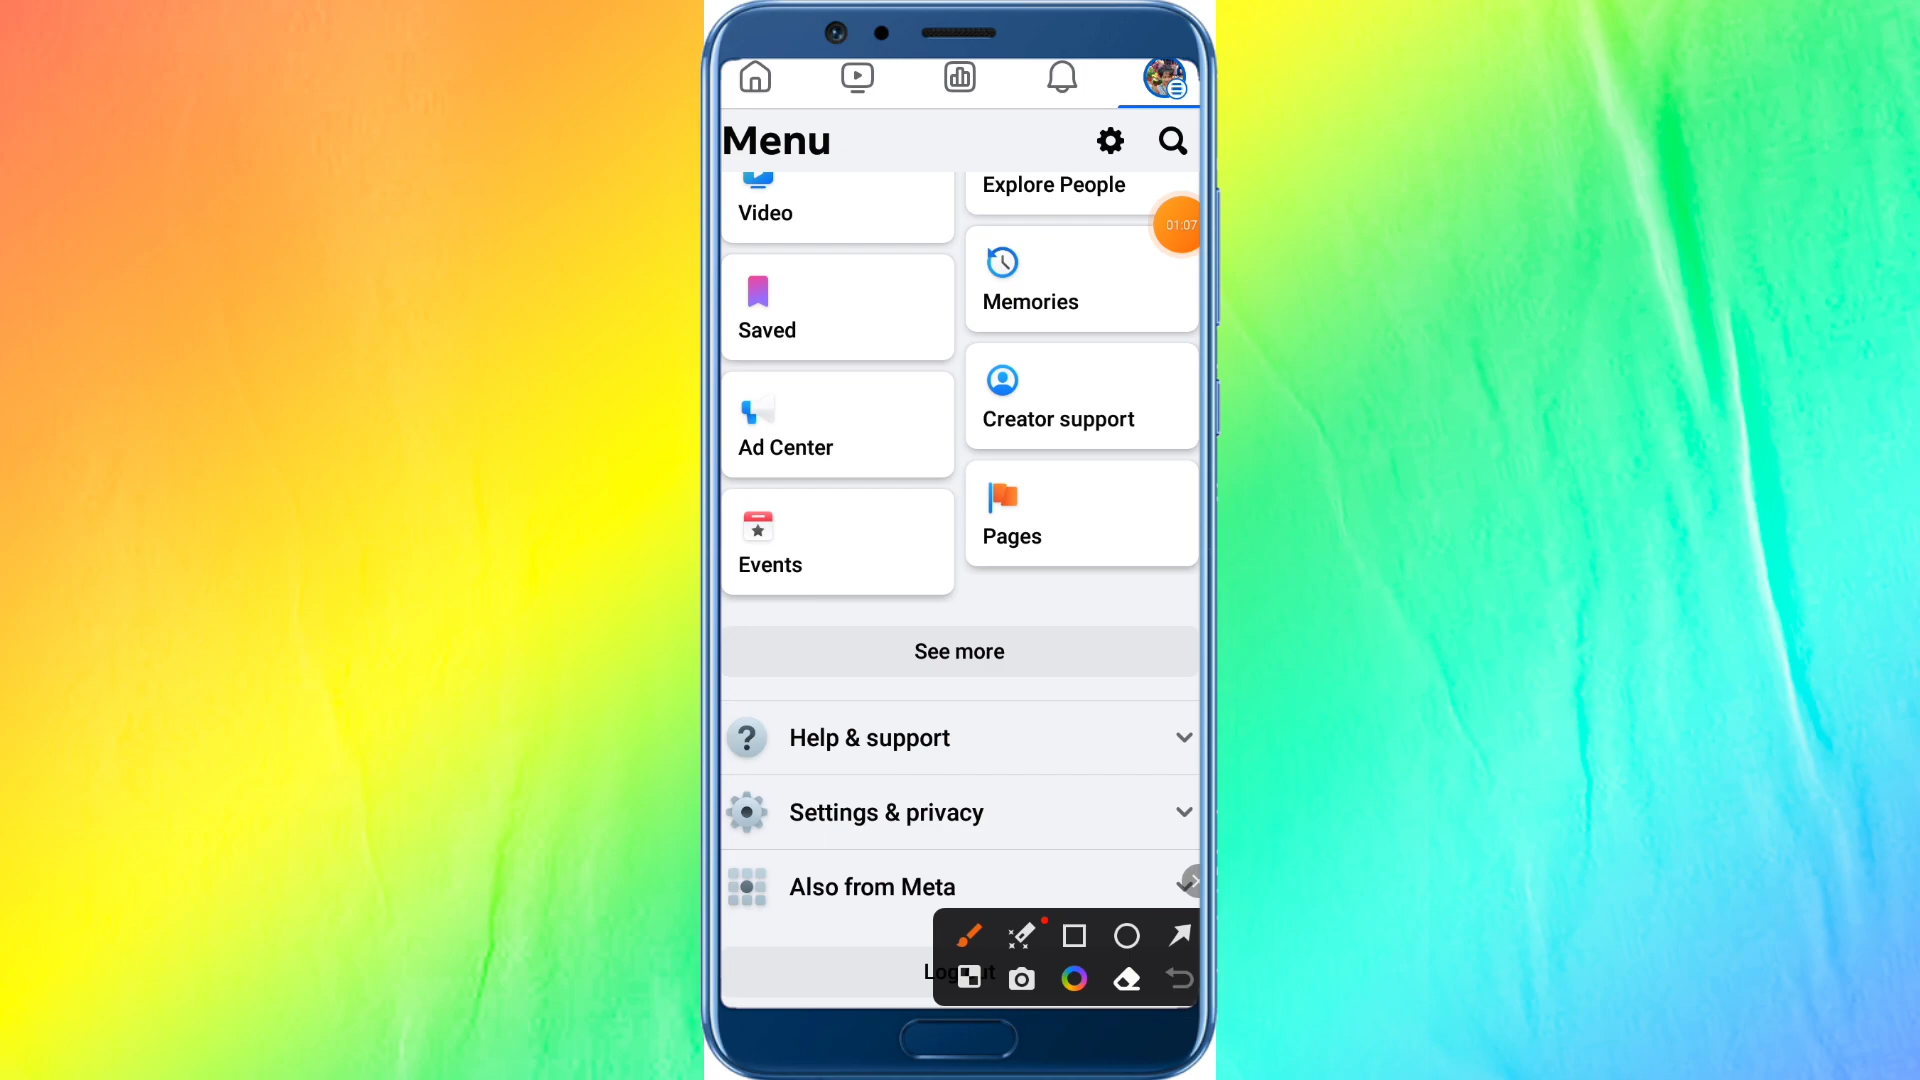 Menu
Video
Explore People
01:07
Saved
Memories
Ad Center
Creator support
Events
Pages
See more
Help & support
Settings & privacy
Also from Meta